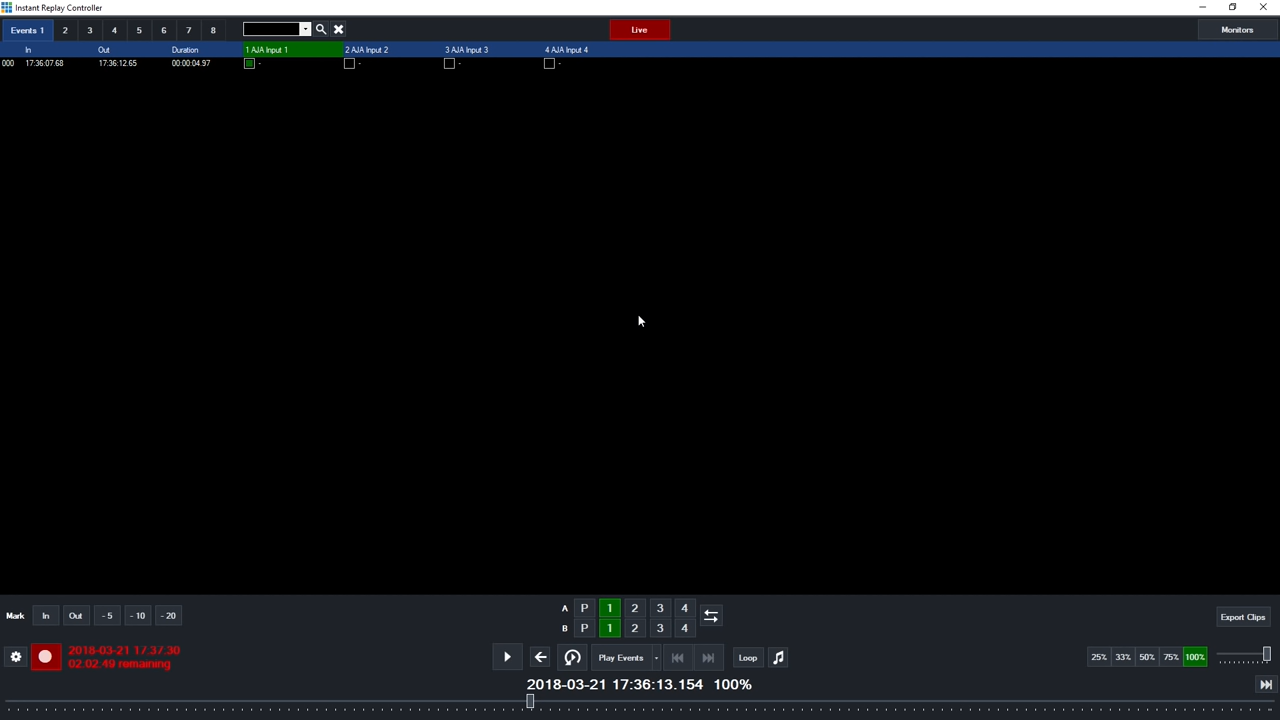 Instant Replay Controller
Events 1 2 3 4 5 6 7 8 Live Monitors
In Out Duration 1 AJA Input 1 2 AJA Input 2 3 AJA Input 3 4 AJA Input 4
000 17:36:07.68 17:36:12.65 00:00:04.97 - - - -
A P 1 2 3 4
Mark In Out - 5 - 10 - 20 Export Clips
B P 1 2 3 4
2018-03-21 17.37.30
02.02.49 remaining
Play Events Loop 25% 33% 50% 75% 100%
2018-03-21 17:36:13.154 100%